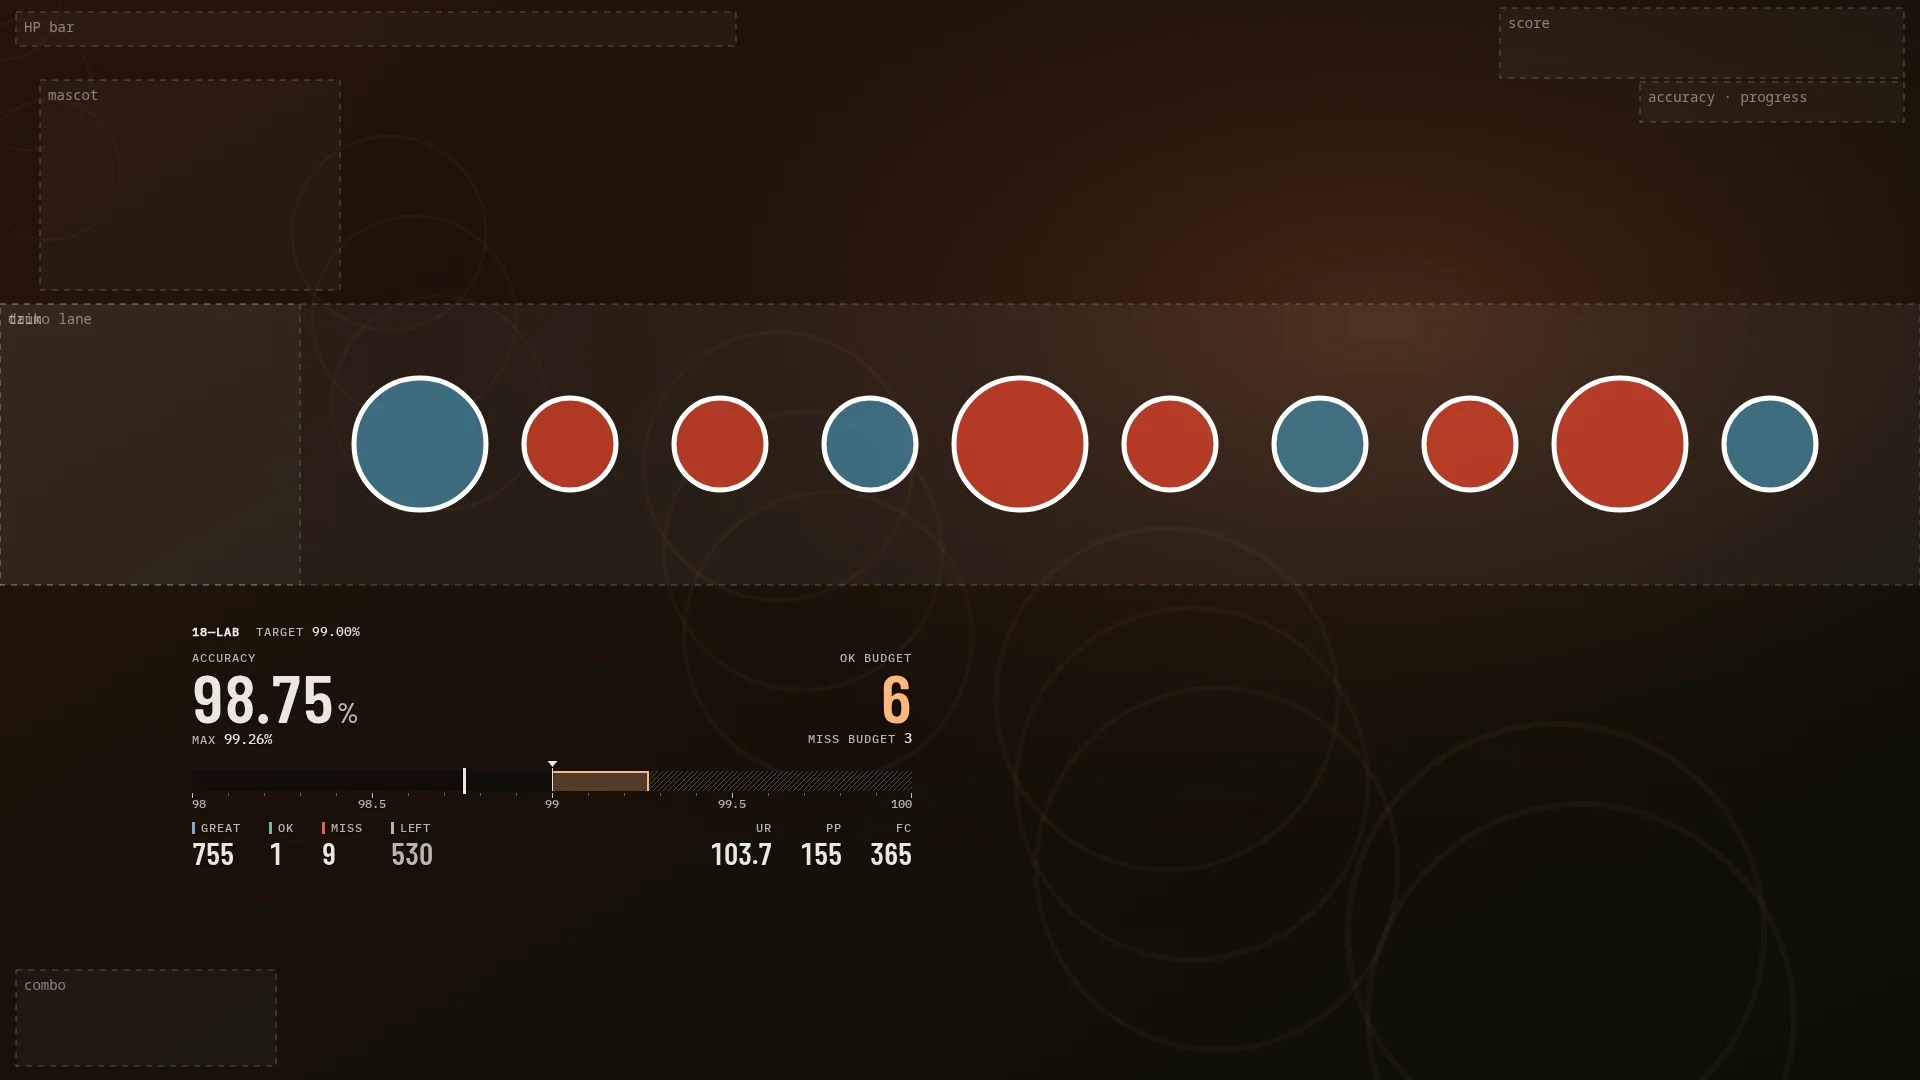 HP bar
score
mascot
accuracy · progress
drum
taiko lane
18—LAB TARGET 99.00%
ACCURACY
OK BUDGET
98.75%
6
MAX 99.26%
MISS BUDGET 3
98 98.5 99 99.5 100
GREAT OK MISS LEFT UR PP FC
755 1 9 530 103.7 155 365
combo